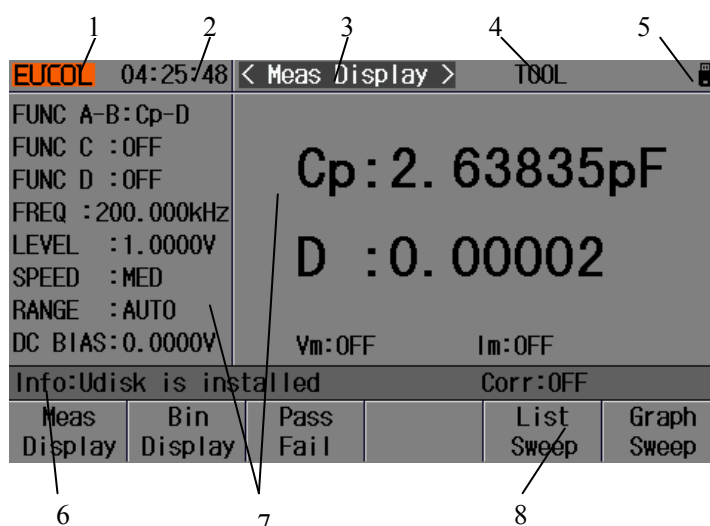 1 2 3 4 5
EUCOL 04:25:48 < Meas Display > TOOL
FUNC A-B:Cp-D
FUNC C :OFF
FUNC D :OFF
FREQ :200.000kHz
LEVEL :1.0000V
SPEED :MED
RANGE :AUTO
DC BIAS:0.0000V
Cp:2.63835pF
D :0.00002
Vm:OFF Im:OFF
Info:Udisk is installed Corr:OFF
Meas Display
Bin Display
Pass Fail
List Sweep
Graph Sweep
6 7 8